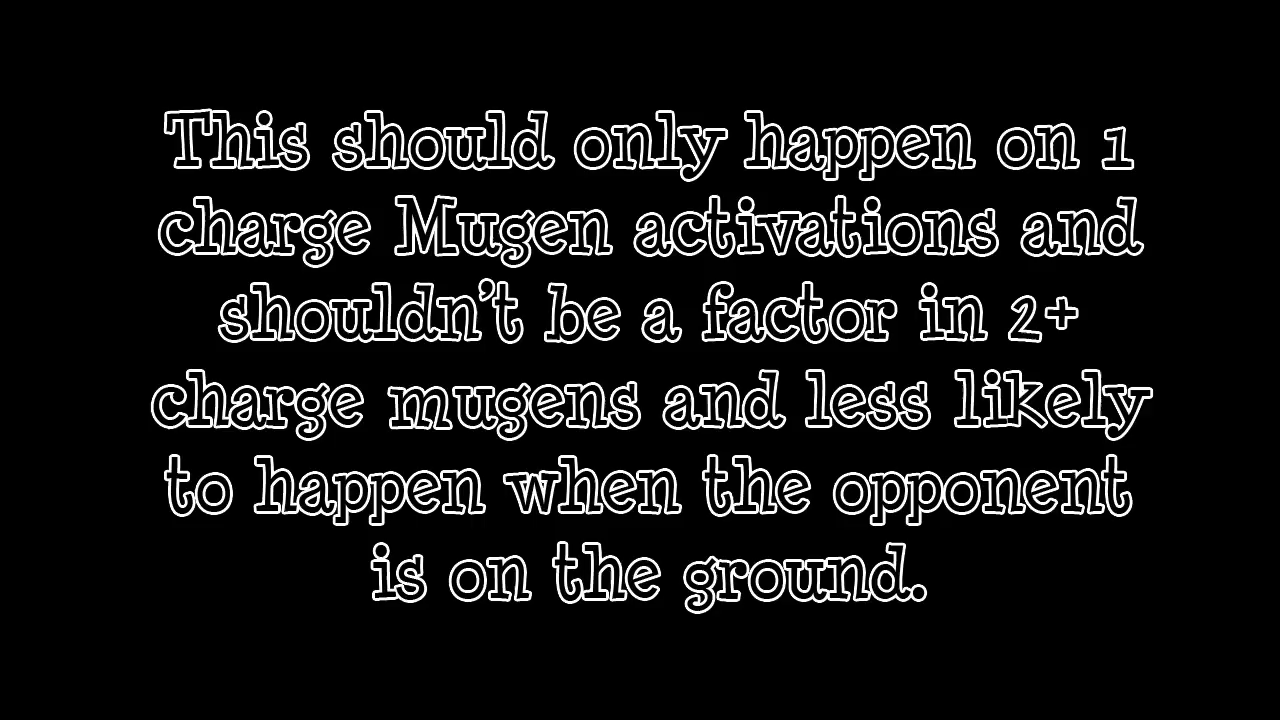 This should only happen on 1
charge Mugen activations and
shouldn't be a factor in 2+
charge mugens and less likely
to happen when the opponent
is on the ground.